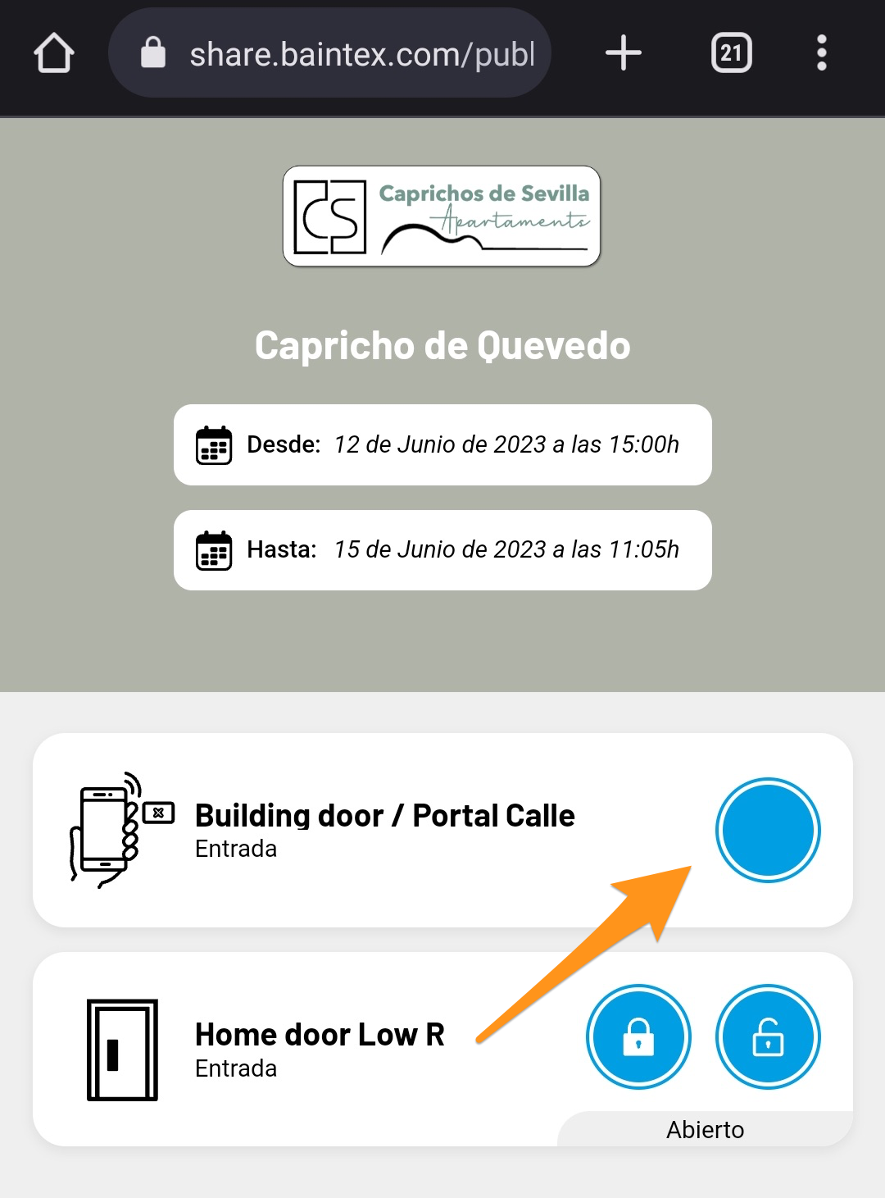 share.baintex.com/publ
21
CS
Caprichos de Sevilla
Apartaments
Capricho de Quevedo
Desde: 12 de Junio de 2023 a las 15:00h
Hasta: 15 de Junio de 2023 a las 11:05h
Building door / Portal Calle
Entrada
Home door Low R
Entrada
Abierto